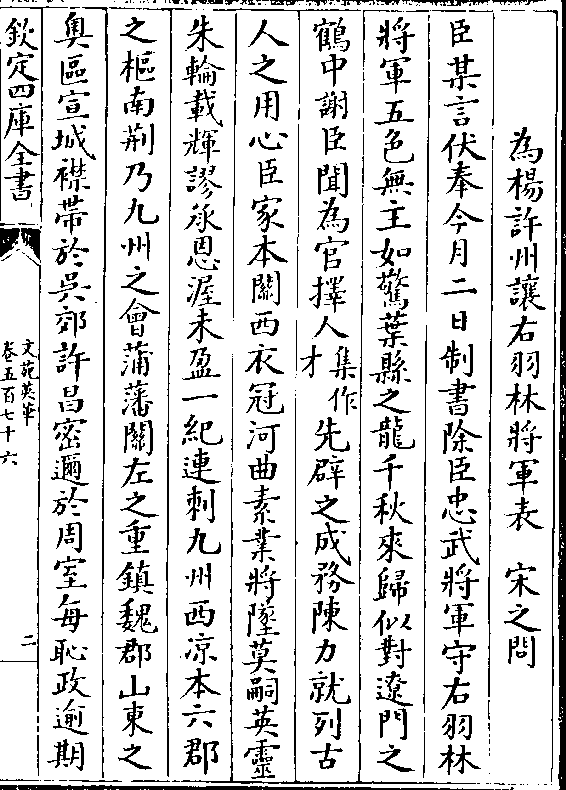 為楊許州讓右羽林將軍表　宋之問
臣某言伏奉今月二日制書除臣忠武將軍守右羽林
將軍五色無主如驚葉縣之龍千秋來歸似對遼門之
鶴中謝臣聞為官擇人集作才先辟之成務陳力就列古
人之用心臣家本關西衣冠河曲素業將墜莫嗣英靈
朱輪載輝謬承恩渥未盈一紀連刺九州西凉本六郡
之樞南荆乃九州之會蒲藩關左之重鎮魏郡山東之
奥區宣城襟帶於吳郊許昌密邇於周室每恥政逾期
欽定四庫全書
文苑英華
卷五百七十六
二